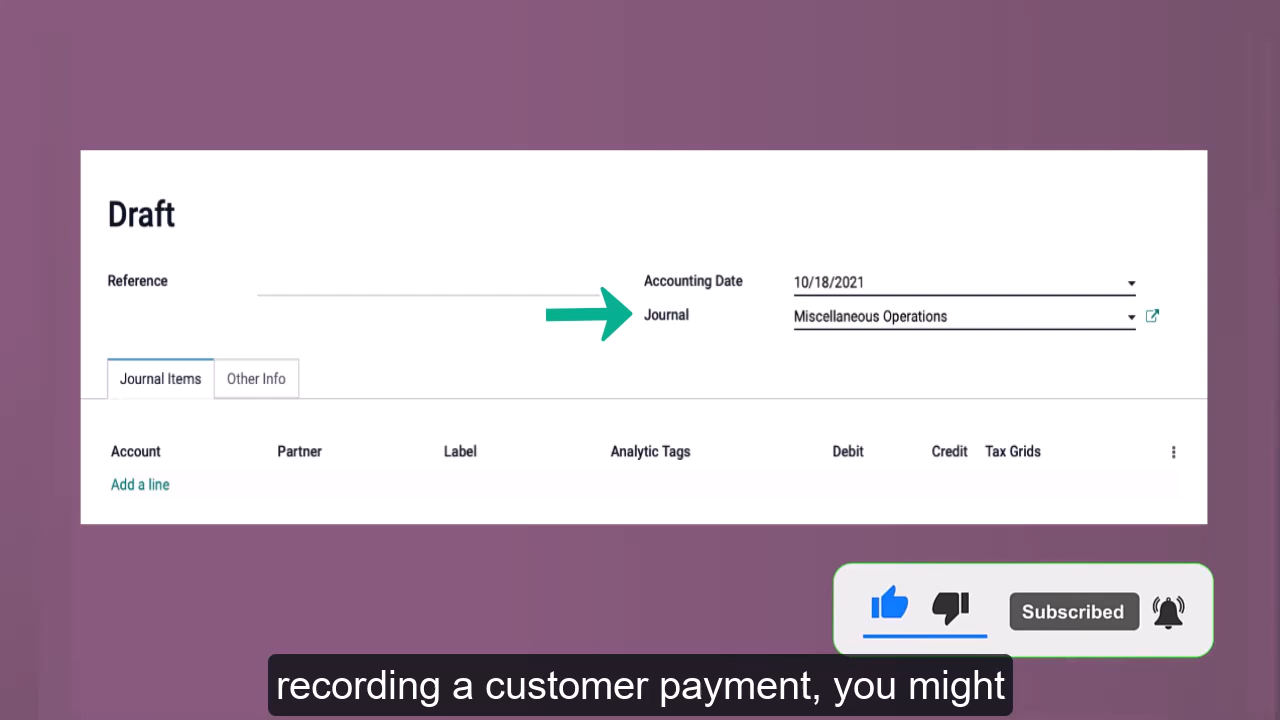 Draft
Reference
Accounting Date 10/18/2021
Journal Miscellaneous Operations
Journal Items Other Info
Account Partner Label Analytic Tags Debit Credit Tax Grids
Add a line
Subscribed
recording a customer payment, you might